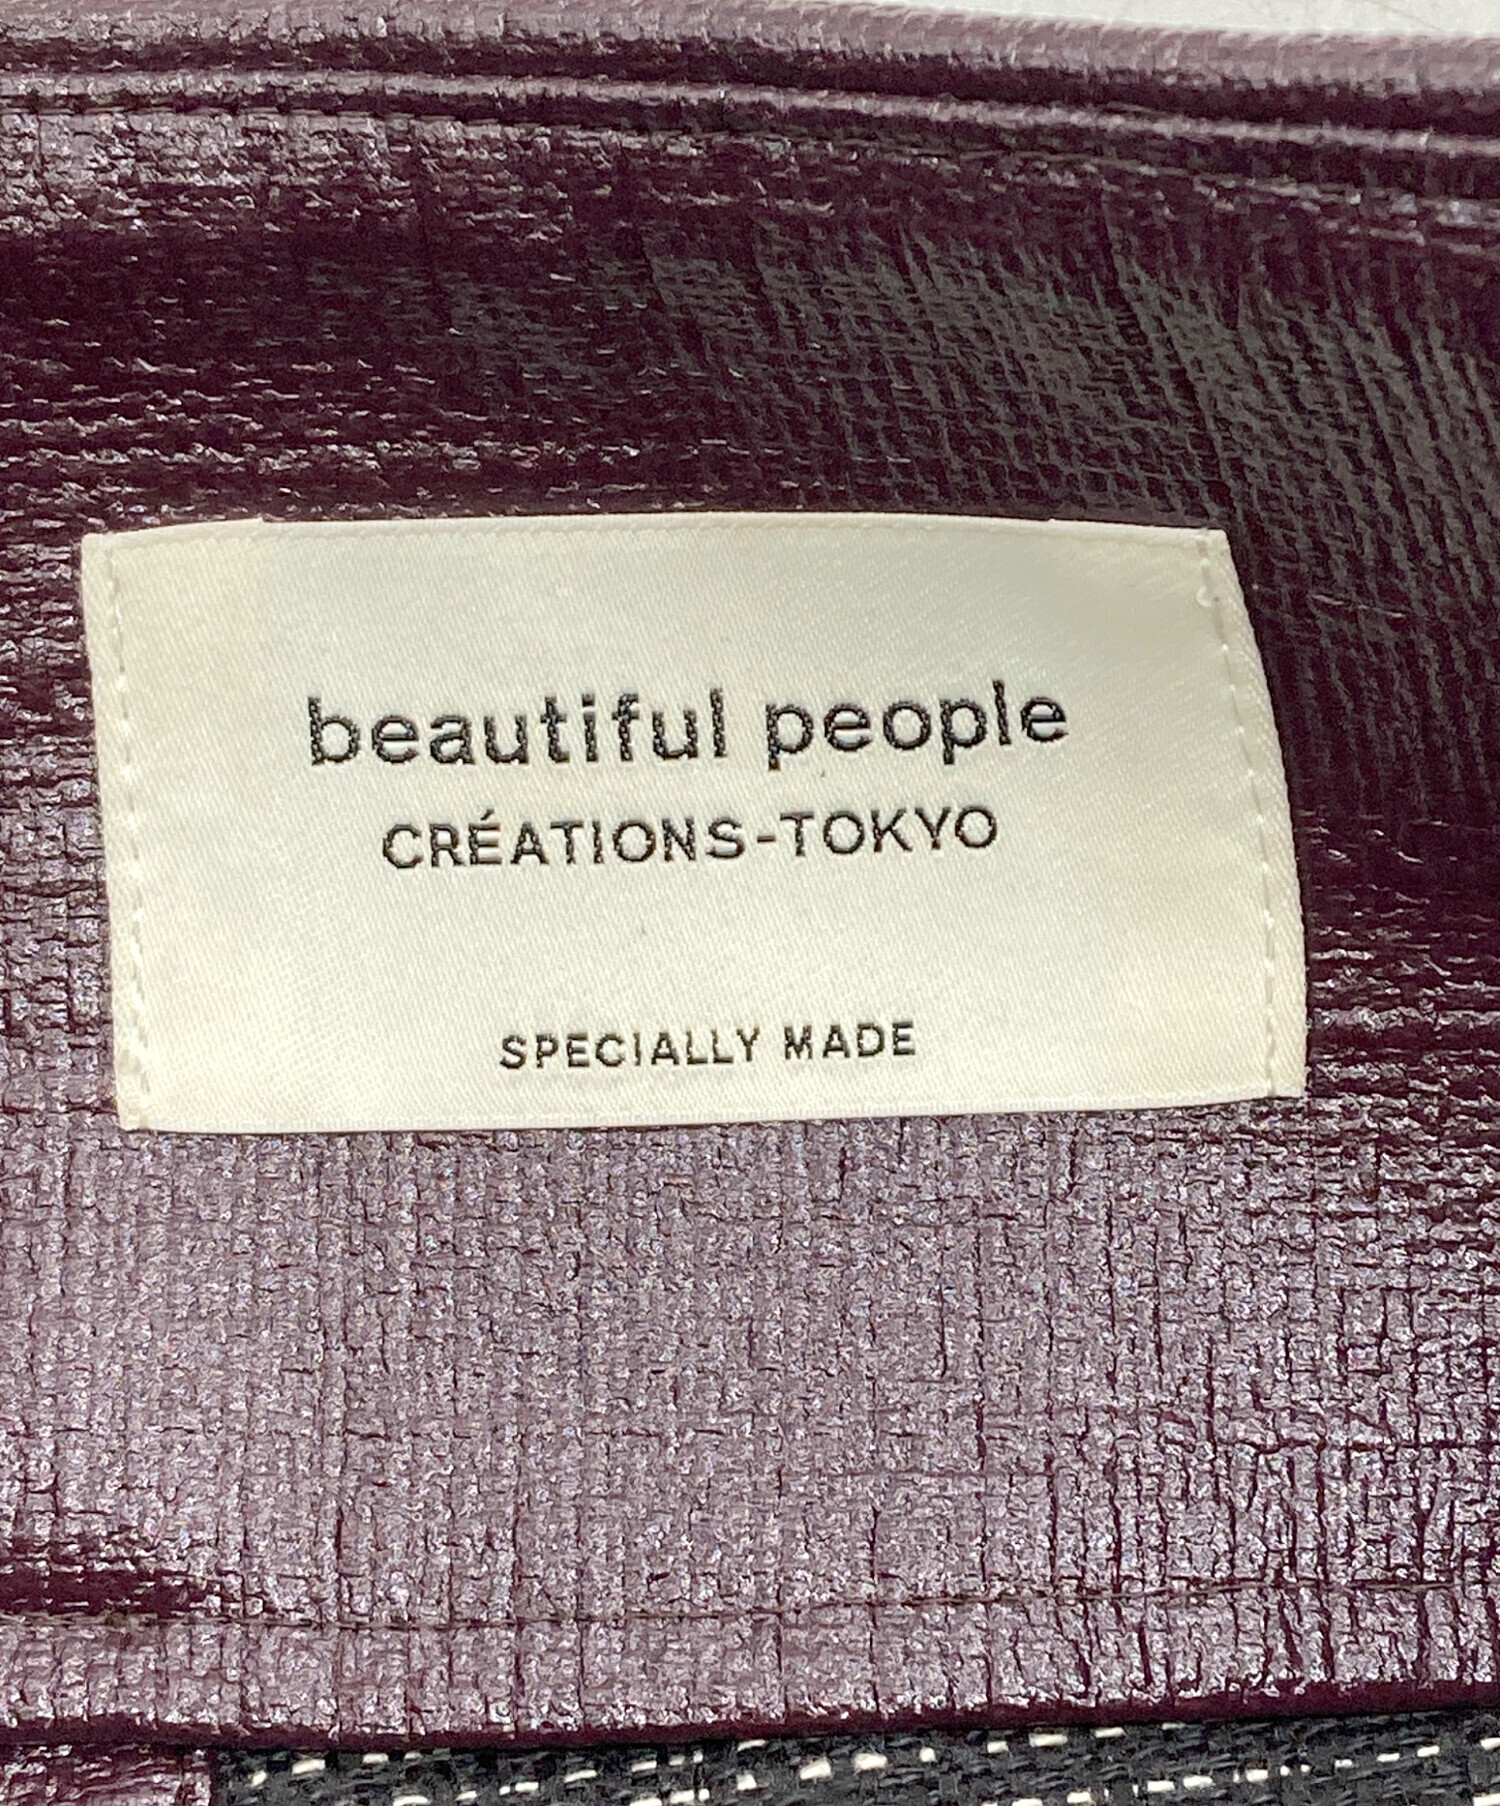 beautiful people
CRÉATIONS-TOKYO
SPECIALLY MADE